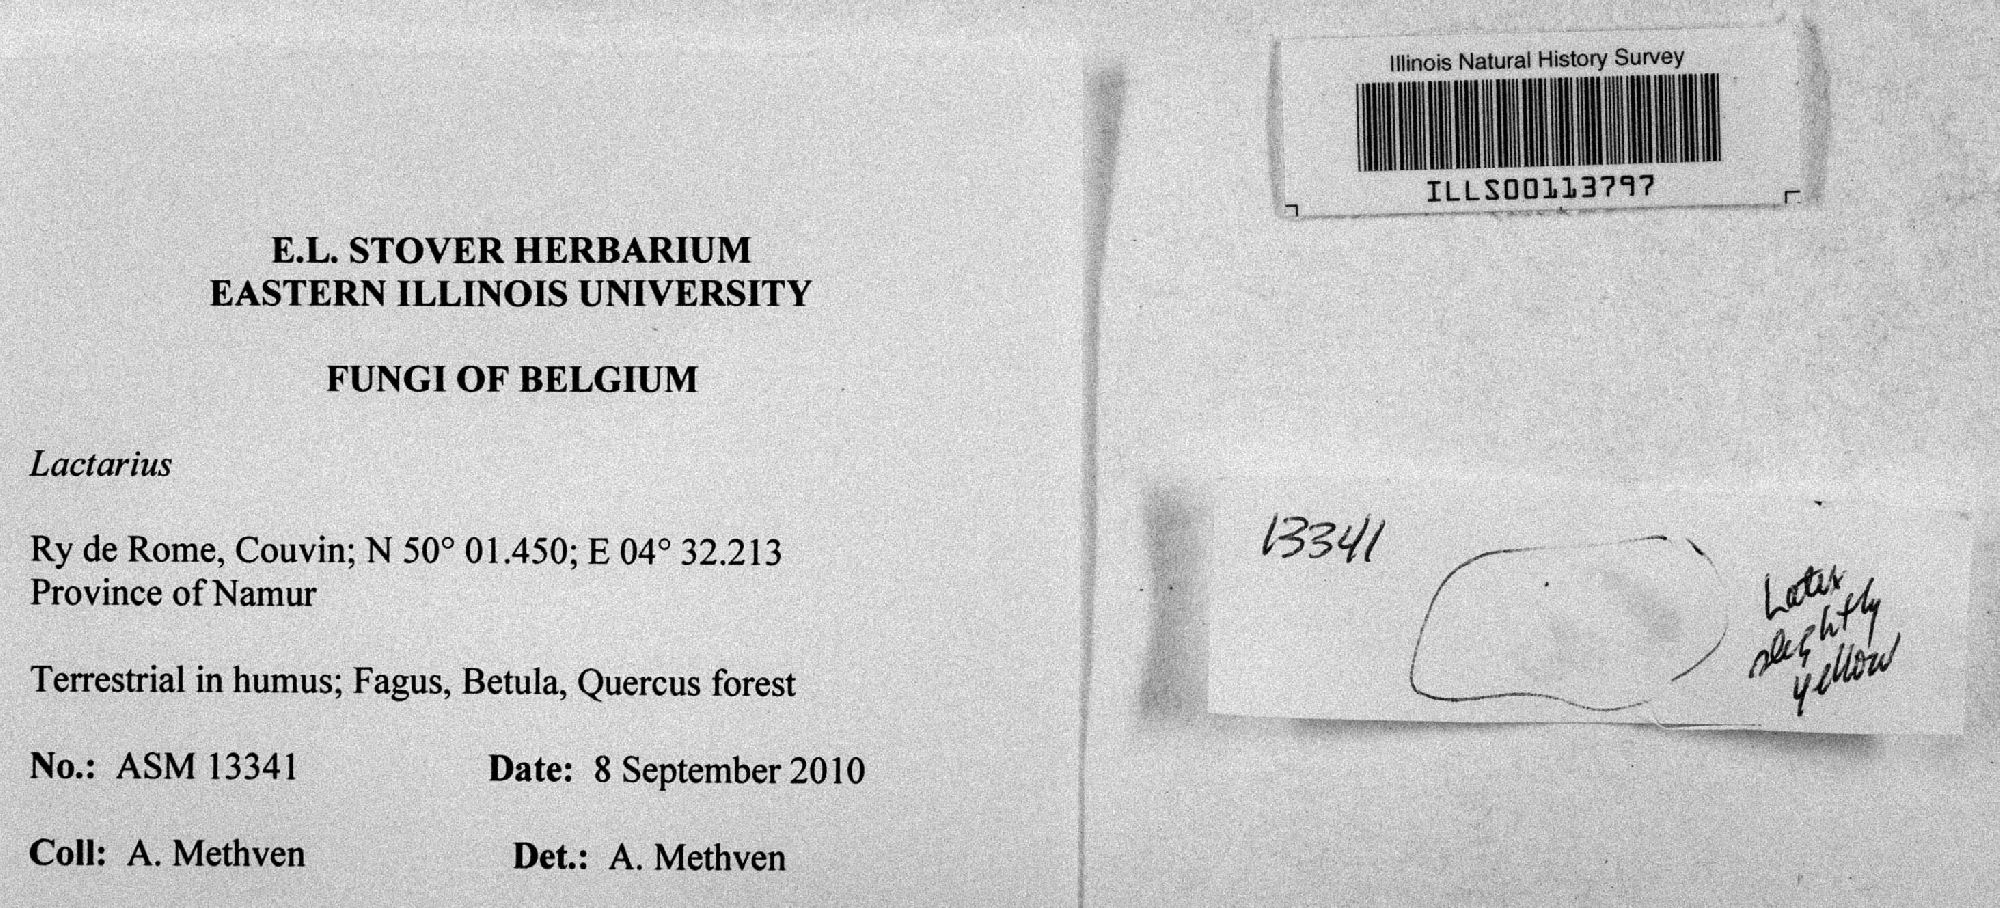 E.L. STOVER HERBARIUM
EASTERN ILLINOIS UNIVERSITY
FUNGI OF BELGIUM
Lactarius
Ry de Rome, Couvin; N 50° 01.450; E 04° 32.213
Province of Namur
Terrestrial in humus; Fagus, Betula, Quercus forest
No.: ASM 13341 Date: 8 September 2010
Coll: A. Methven Det.: A. Methven
Illinois Natural History Survey
ILLS00113797
13341
Latex
slightly
yellow